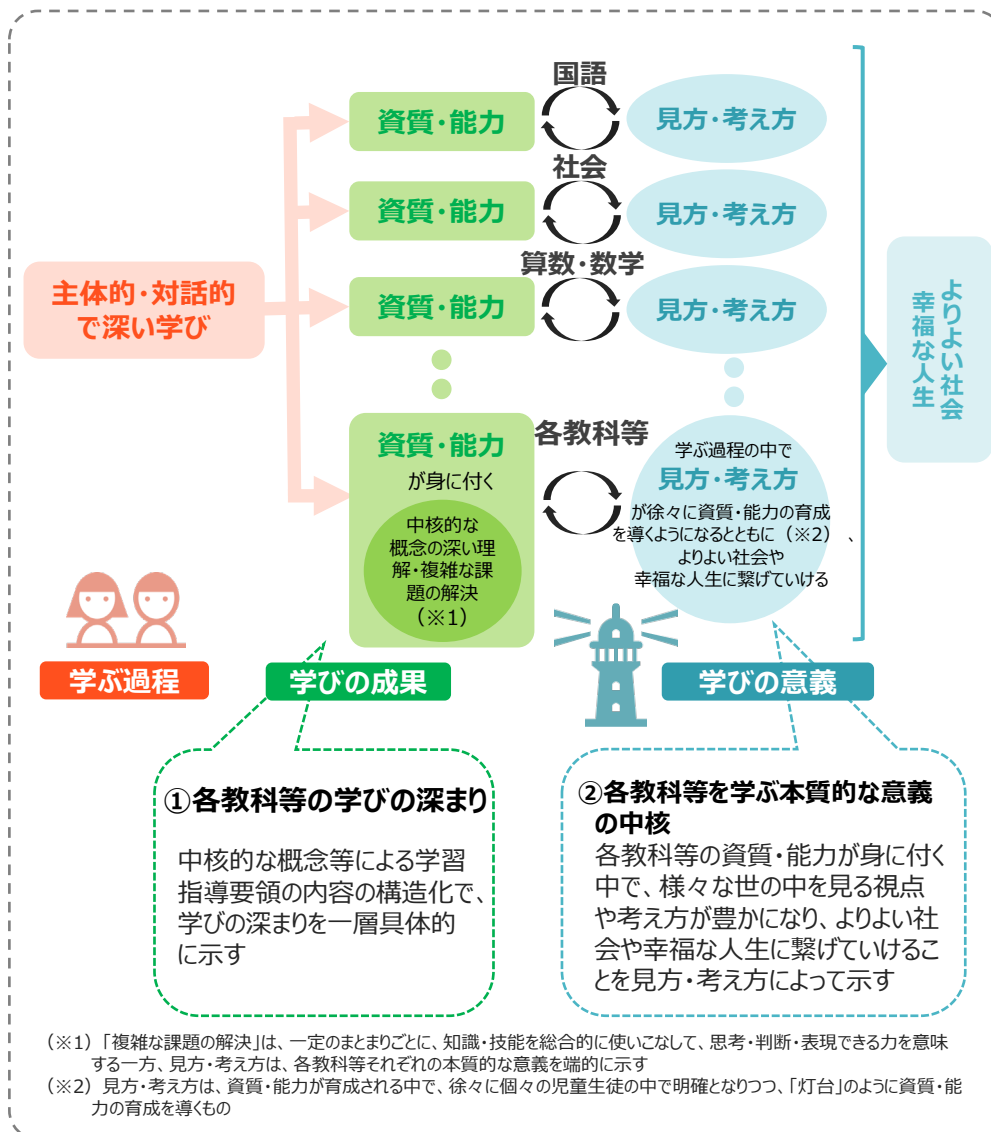 国語
資質・能力
見方・考え方
社会
資質・能力
見方・考え方
算数・数学
資質・能力
見方・考え方
主体的・対話的
で深い学び
よりよい社会
幸福な人生
各教科等
資質・能力
が身に付く
中核的な
概念の深い理
解・複雑な課
題の解決
（※1）
学ぶ過程の中で
見方・考え方
が徐々に資質・能力の育成
を導くようになるとともに（※2）、
よりよい社会や
幸福な人生に繋げていける
学ぶ過程
学びの成果
学びの意義
①各教科等の学びの深まり
中核的な概念等による学習
指導要領の内容の構造化で、
学びの深まりを一層具体的
に示す
②各教科等を学ぶ本質的な意義
の中核
各教科等の資質・能力が身に付く
中で、様々な世の中を見る視点
や考え方が豊かになり、よりよい社
会や幸福な人生に繋げていけるこ
とを見方・考え方によって示す
（※1）「複雑な課題の解決」は、一定のまとまりごとに、知識・技能を総合的に使いこなして、思考・判断・表現できる力を意味
する一方、見方・考え方は、各教科等それぞれの本質的な意義を端的に示す
（※2）見方・考え方は、資質・能力が育成される中で、徐々に個々の児童生徒の中で明確となりつつ、「灯台」のように資質・能
力の育成を導くもの